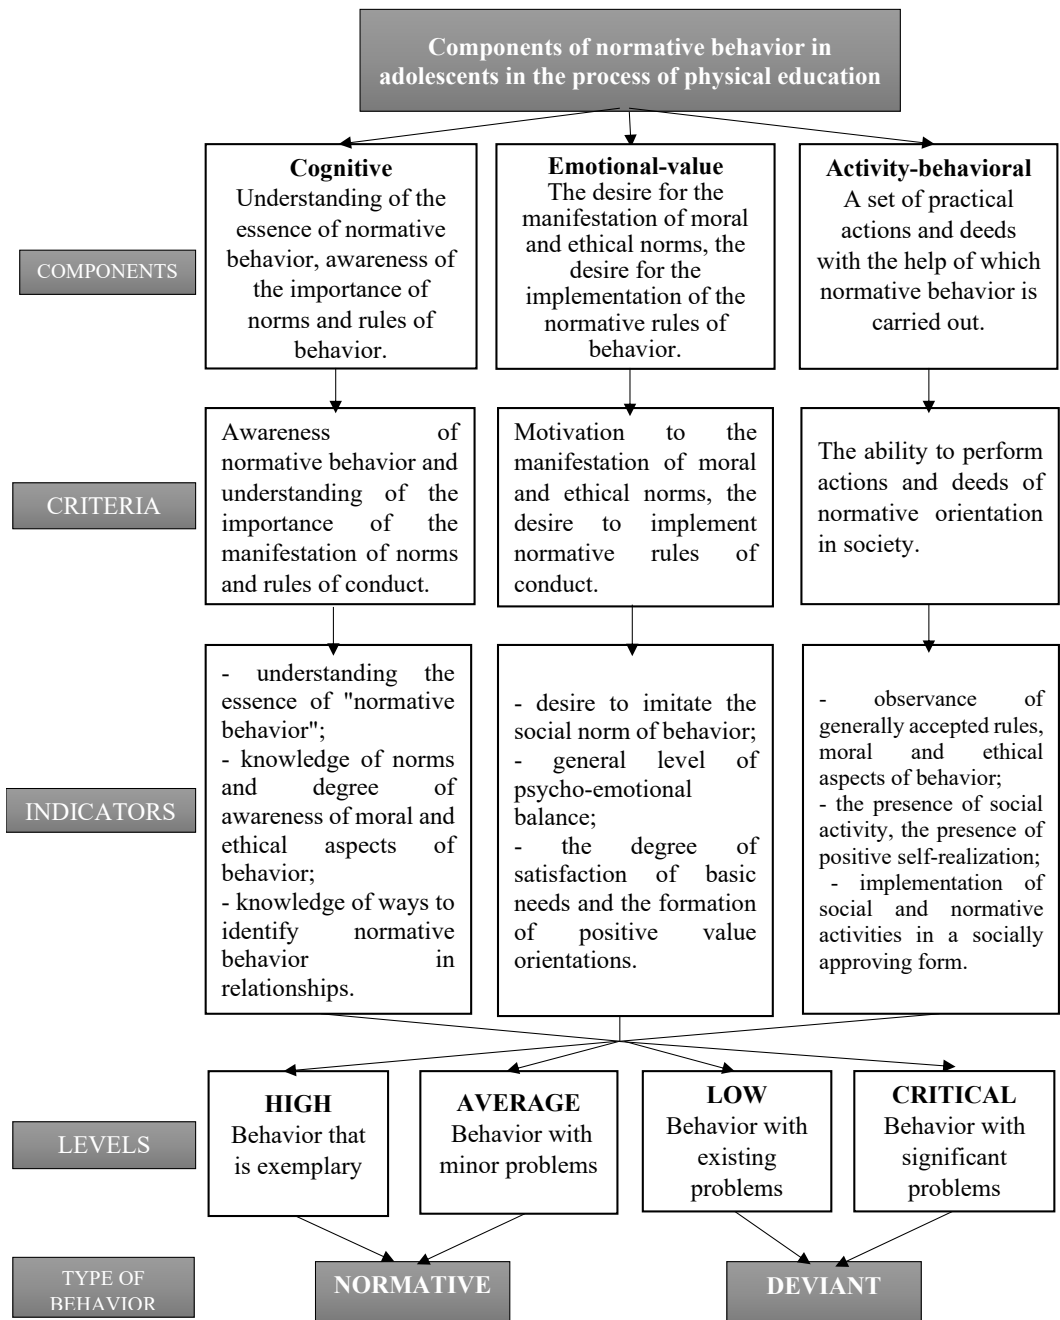 Components of normative behavior in
adolescents in the process of physical education
COMPONENTS
Cognitive
Understanding of the
essence of normative
behavior, awareness of
the importance of
norms and rules of
behavior.
Emotional-value
The desire for the
manifestation of moral
and ethical norms, the
desire for the
implementation of the
normative rules of
behavior.
Activity-behavioral
A set of practical
actions and deeds
with the help of which
normative behavior is
carried out.
CRITERIA
Awareness of
normative behavior and
understanding of the
importance of the
manifestation of norms
and rules of conduct.
Motivation to the
manifestation of moral
and ethical norms, the
desire to implement
normative rules of
conduct.
The ability to perform
actions and deeds of
normative orientation
in society.
INDICATORS
- understanding the
essence of "normative
behavior";
- knowledge of norms
and degree of
awareness of moral and
ethical aspects of
behavior;
- knowledge of ways to
identify normative
behavior in
relationships.
- desire to imitate the
social norm of behavior;
- general level of
psycho-emotional
balance;
- the degree of
satisfaction of basic
needs and the formation
of positive value
orientations.
- observance of
generally accepted rules,
moral and ethical
aspects of behavior;
- the presence of social
activity, the presence of
positive self-realization;
- implementation of
social and normative
activities in a socially
approving form.
LEVELS
HIGH
Behavior that
is exemplary
AVERAGE
Behavior with
minor problems
LOW
Behavior with
existing
problems
CRITICAL
Behavior with
significant
problems
TYPE OF
BEHAVIOR
NORMATIVE
DEVIANT